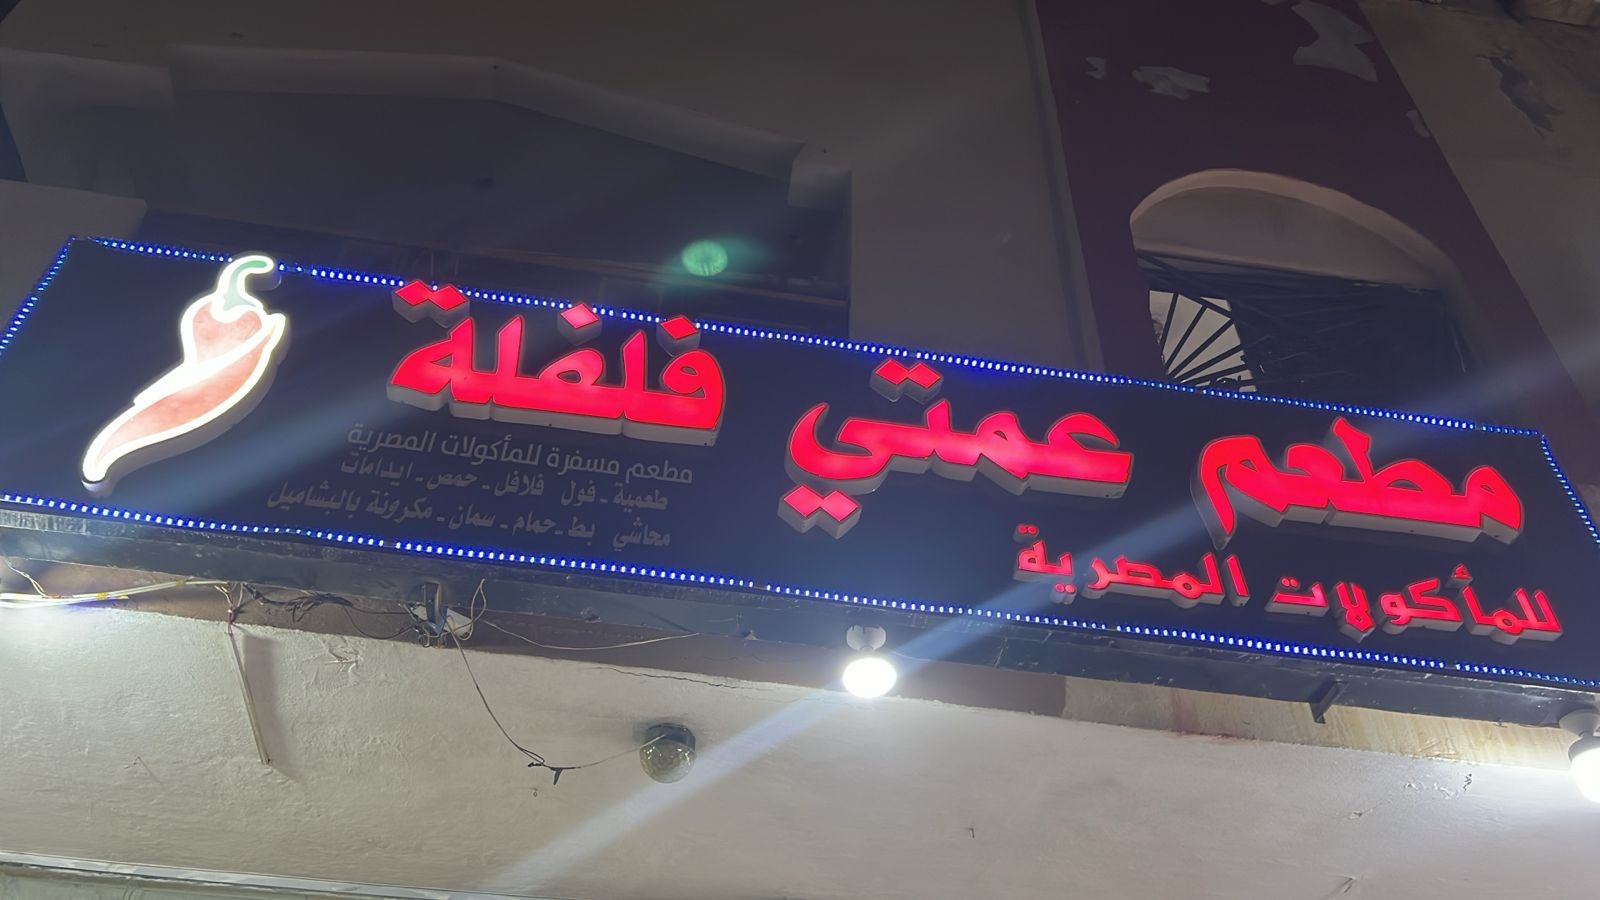 مطعم عمتي فلفلة
للمأكولات المصرية
مطعم مسفرة للمأكولات المصرية
طعمية - فول فلافل - حمص - ايدامات
محاشي بط - حمام - سمان - مكرونة بالبشاميل